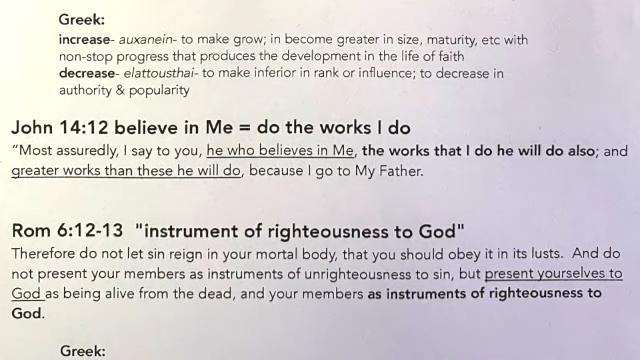 Greek:
increase- auxanein- to make grow; in become greater in size, maturity, etc with
non-stop progress that produces the development in the life of faith
decrease- elattousthai- to make inferior in rank or influence; to decrease in
authority & popularity
John 14:12 believe in Me = do the works I do
"Most assuredly, I say to you, he who believes in Me, the works that I do he will do also; and
greater works than these he will do, because I go to My Father.
Rom 6:12-13 "instrument of righteousness to God"
Therefore do not let sin reign in your mortal body, that you should obey it in its lusts. And do
not present your members as instruments of unrighteousness to sin, but present yourselves to
God as being alive from the dead, and your members as instruments of righteousness to
God.
Greek: